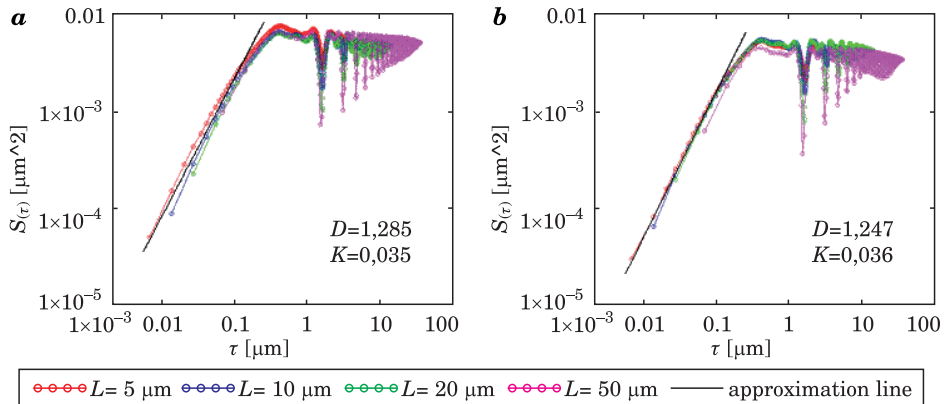 a
0.01
1×10⁻³
1×10⁻⁴
1×10⁻⁵
S(τ) [μm^2]
D=1,285
K=0,035
1×10⁻³ 0.01 0.1 1 10 100
τ [μm]
b
0.01
1×10⁻³
1×10⁻⁴
1×10⁻⁵
S(τ) [μm^2]
D=1,247
K=0,036
1×10⁻³ 0.01 0.1 1 10 100
τ [μm]
L= 5 μm L= 10 μm L= 20 μm L= 50 μm approximation line